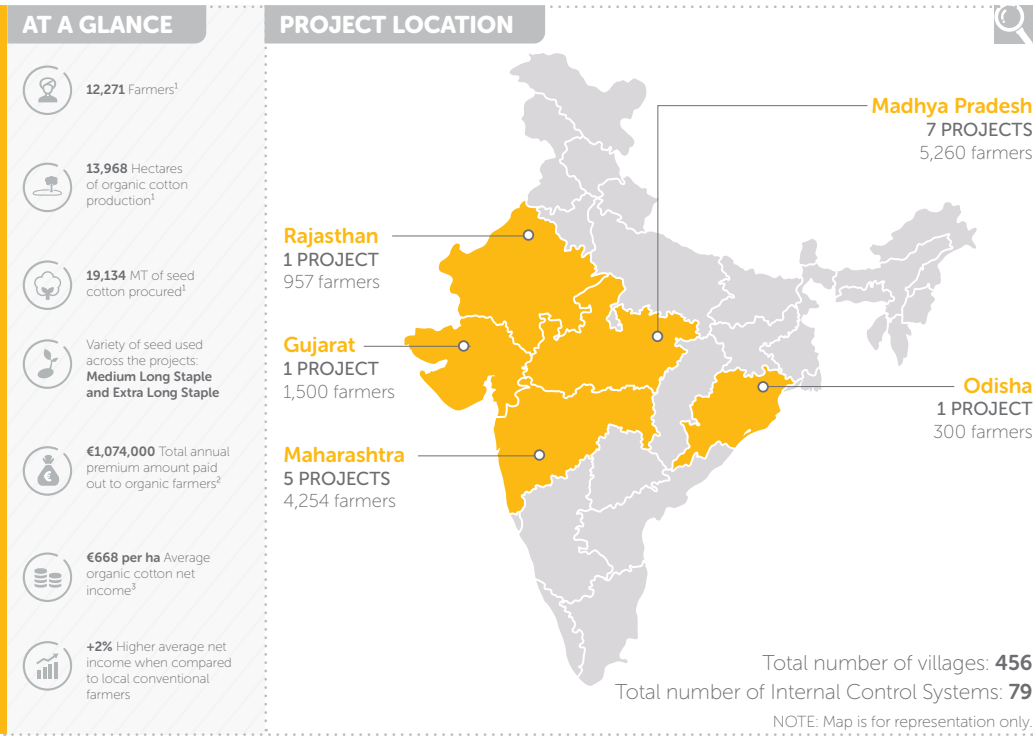 AT A GLANCE
12,271 Farmers¹
13,968 Hectares
of organic cotton
production¹
19,134 MT of seed
cotton procured¹
Variety of seed used
across the projects:
Medium Long Staple
and Extra Long Staple
€1,074,000 Total annual
premium amount paid
out to organic farmers²
€668 per ha Average
organic cotton net
income³
+2% Higher average net
income when compared
to local conventional
farmers
PROJECT LOCATION
Madhya Pradesh
7 PROJECTS
5,260 farmers
Rajasthan
1 PROJECT
957 farmers
Gujarat
1 PROJECT
1,500 farmers
Odisha
1 PROJECT
300 farmers
Maharashtra
5 PROJECTS
4,254 farmers
Total number of villages: 456
Total number of Internal Control Systems: 79
NOTE: Map is for representation only.